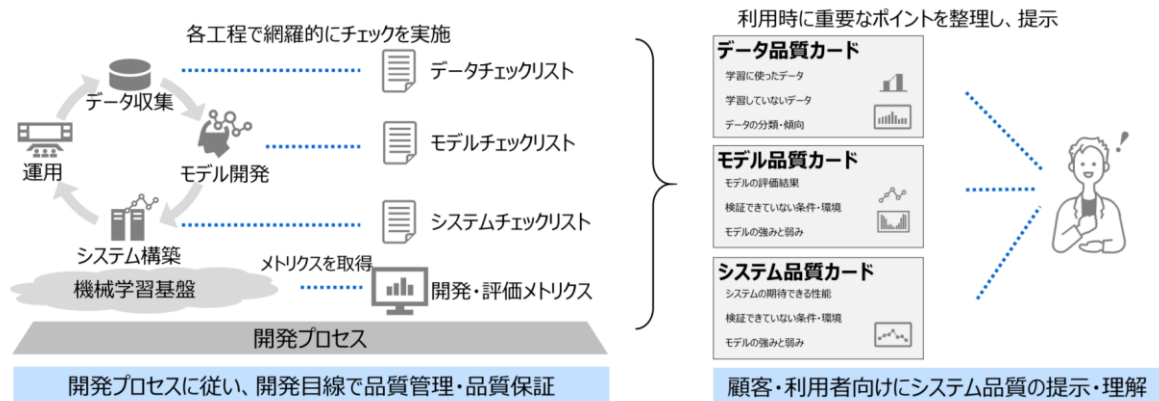 各工程で網羅的にチェックを実施
データ収集
モデル開発
システム構築
運用
機械学習基盤
データチェックリスト
モデルチェックリスト
システムチェックリスト
メトリクスを取得
開発・評価メトリクス
開発プロセス
開発プロセスに従い、開発目線で品質管理・品質保証
利用時に重要なポイントを整理し、提示
データ品質カード
学習に使ったデータ
学習していないデータ
データの分類・傾向
モデル品質カード
モデルの評価結果
検証できていない条件・環境
モデルの強みと弱み
システム品質カード
システムの期待できる性能
検証できていない条件・環境
モデルの強みと弱み
!
顧客・利用者向けにシステム品質の提示・理解